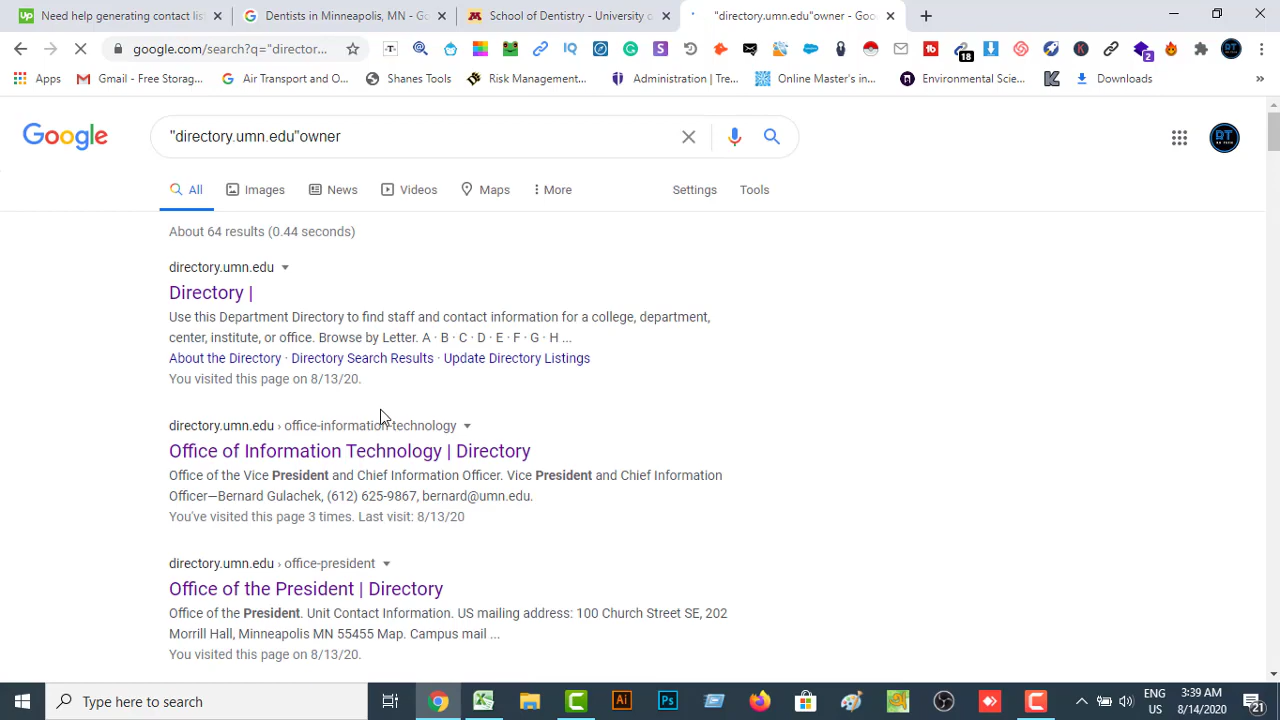 Need help generating contact lis
Dentists in Minneapolis, MN - Go
School of Dentistry - University o
"directory.umn.edu"owner - Goo
google.com/search?q="director...
18
2
Apps
Gmail - Free Storag...
Air Transport and O...
Shanes Tools
Risk Management...
Administration | Tre...
Online Master's in...
Environmental Scie...
Downloads
Google
"directory.umn.edu"owner
All
Images
News
Videos
Maps
More
Settings
Tools
About 64 results (0.44 seconds)
directory.umn.edu
Directory |
Use this Department Directory to find staff and contact information for a college, department,
center, institute, or office. Browse by Letter. A · B · C · D · E · F · G · H ...
About the Directory · Directory Search Results · Update Directory Listings
You visited this page on 8/13/20.
directory.umn.edu › office-information-technology
Office of Information Technology | Directory
Office of the Vice President and Chief Information Officer. Vice President and Chief Information
Officer—Bernard Gulachek, (612) 625-9867, bernard@umn.edu.
You've visited this page 3 times. Last visit: 8/13/20
directory.umn.edu › office-president
Office of the President | Directory
Office of the President. Unit Contact Information. US mailing address: 100 Church Street SE, 202
Morrill Hall, Minneapolis MN 55455 Map. Campus mail ...
You visited this page on 8/13/20.
Type here to search
ENG
US
3:39 AM
8/14/2020
21